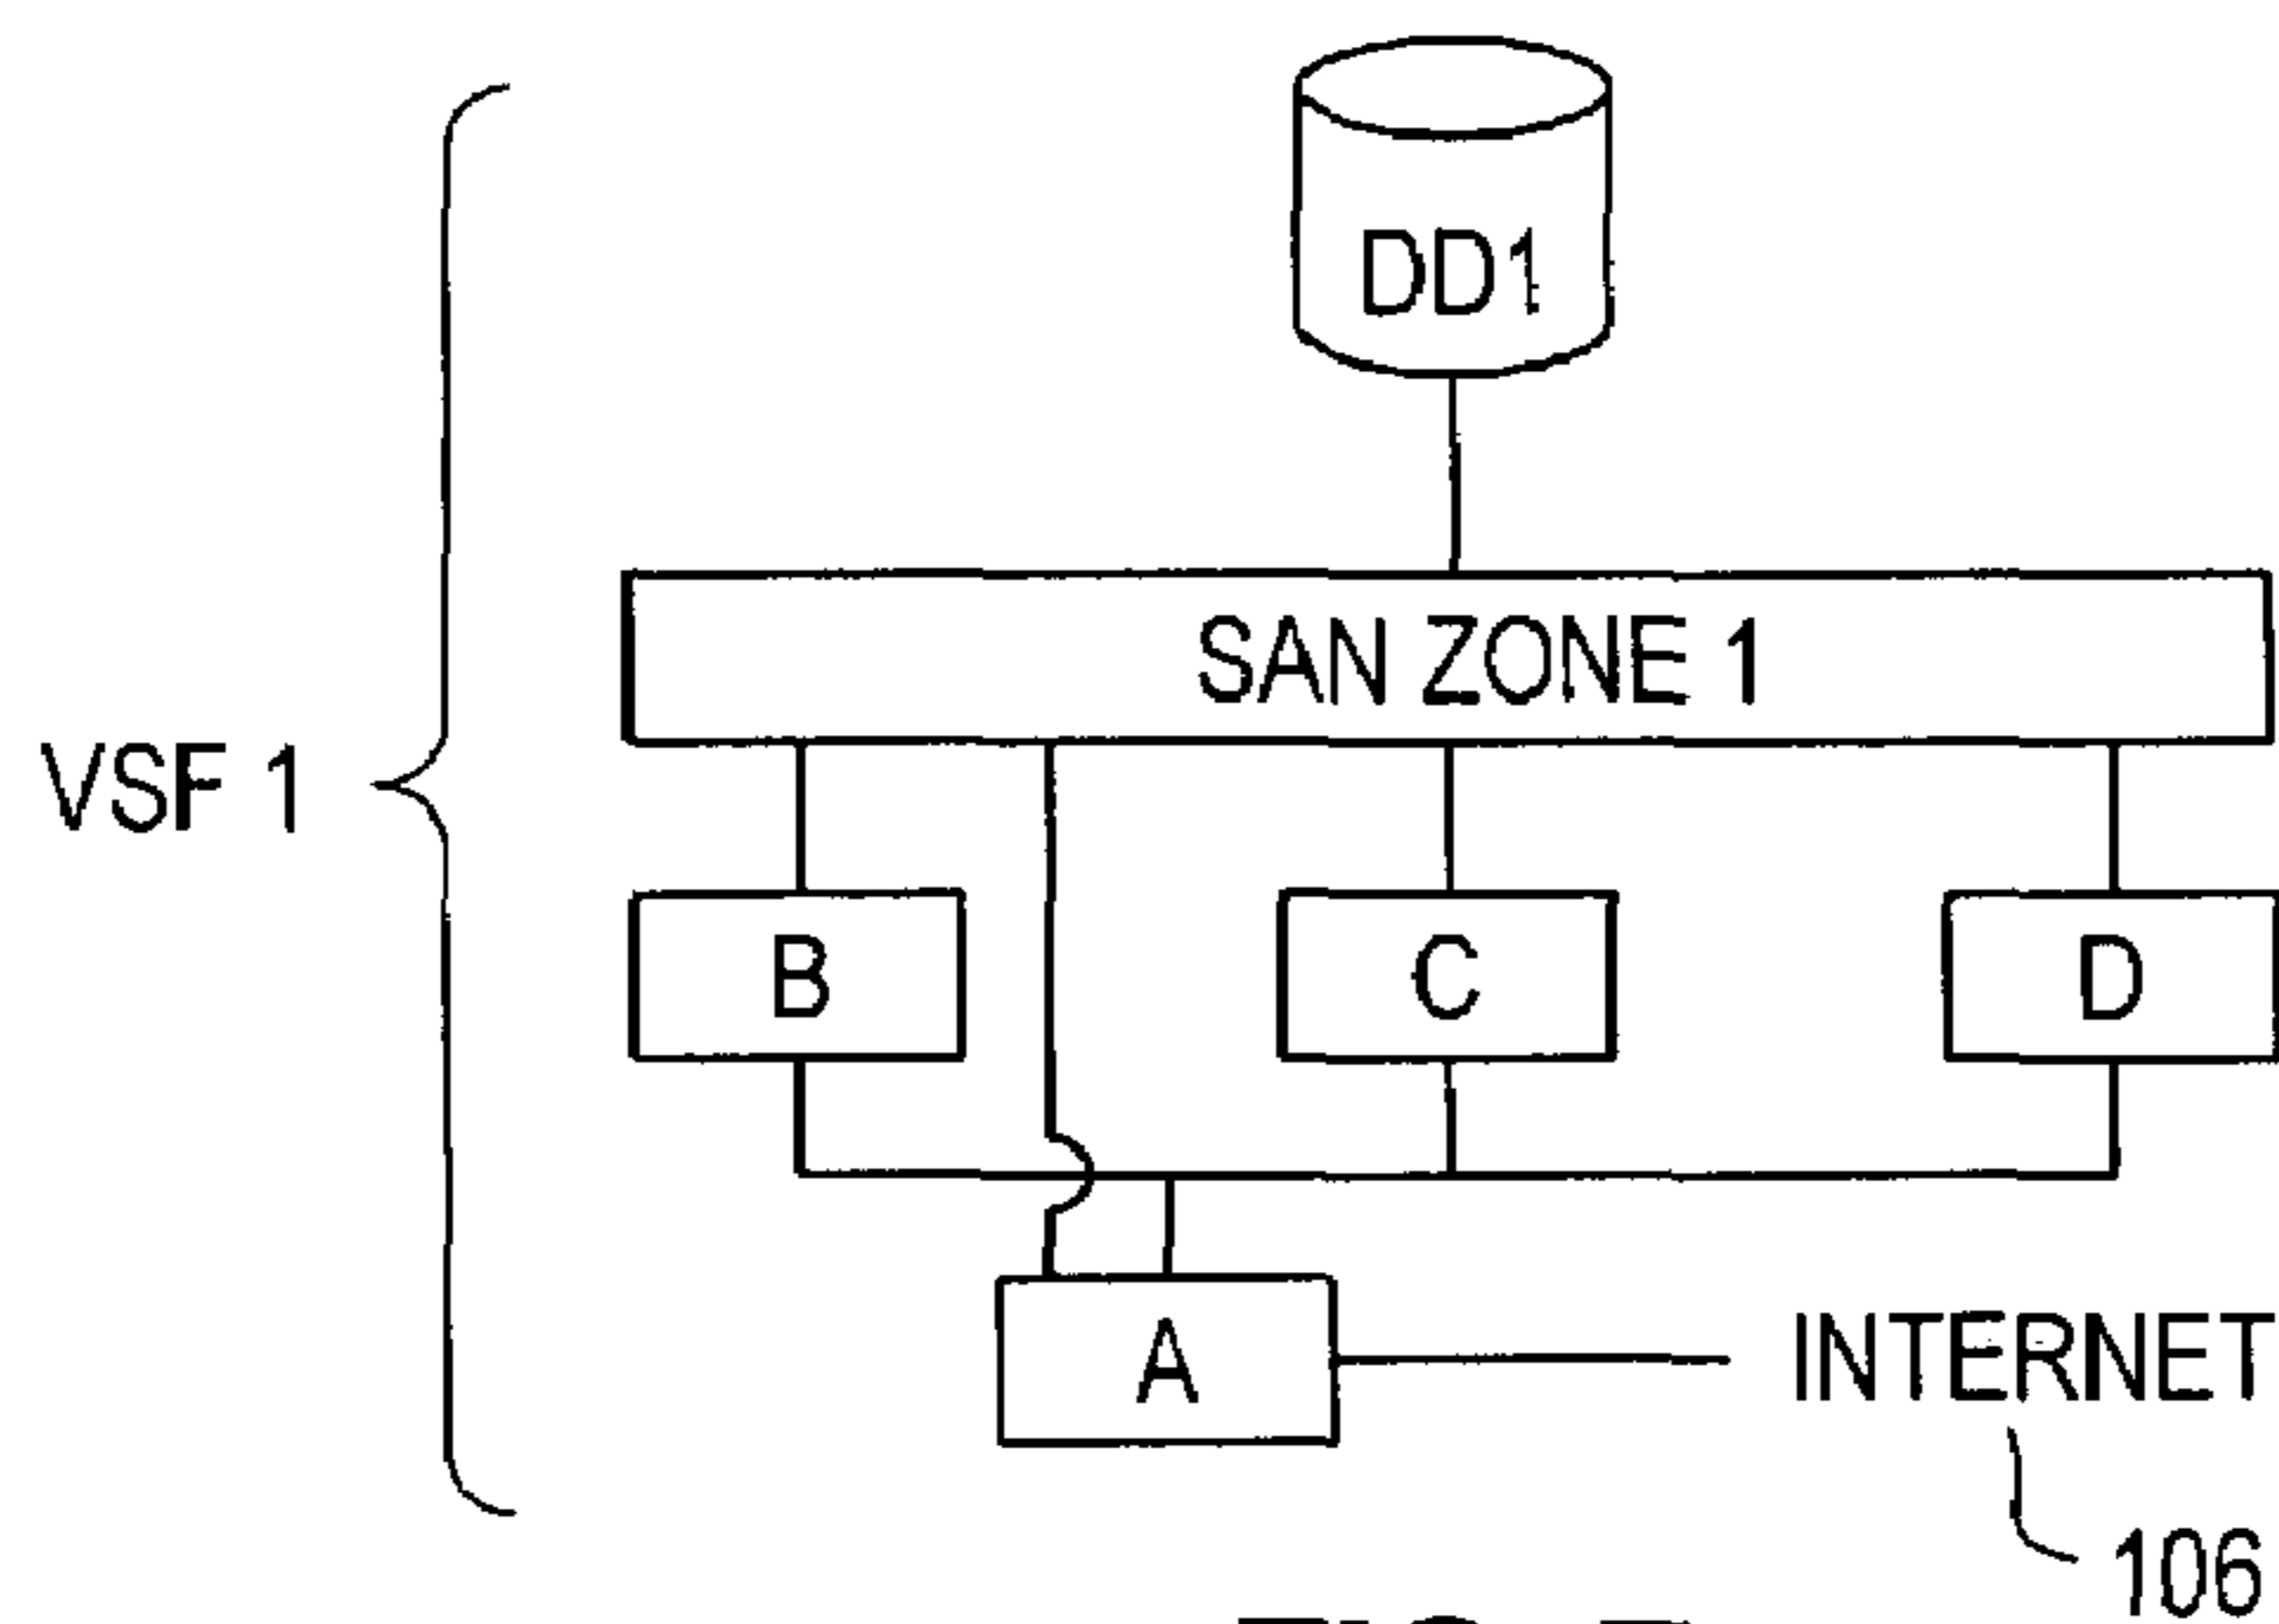 DD1
SAN ZONE 1
VSF 1
B
C
D
A
INTERNET
106